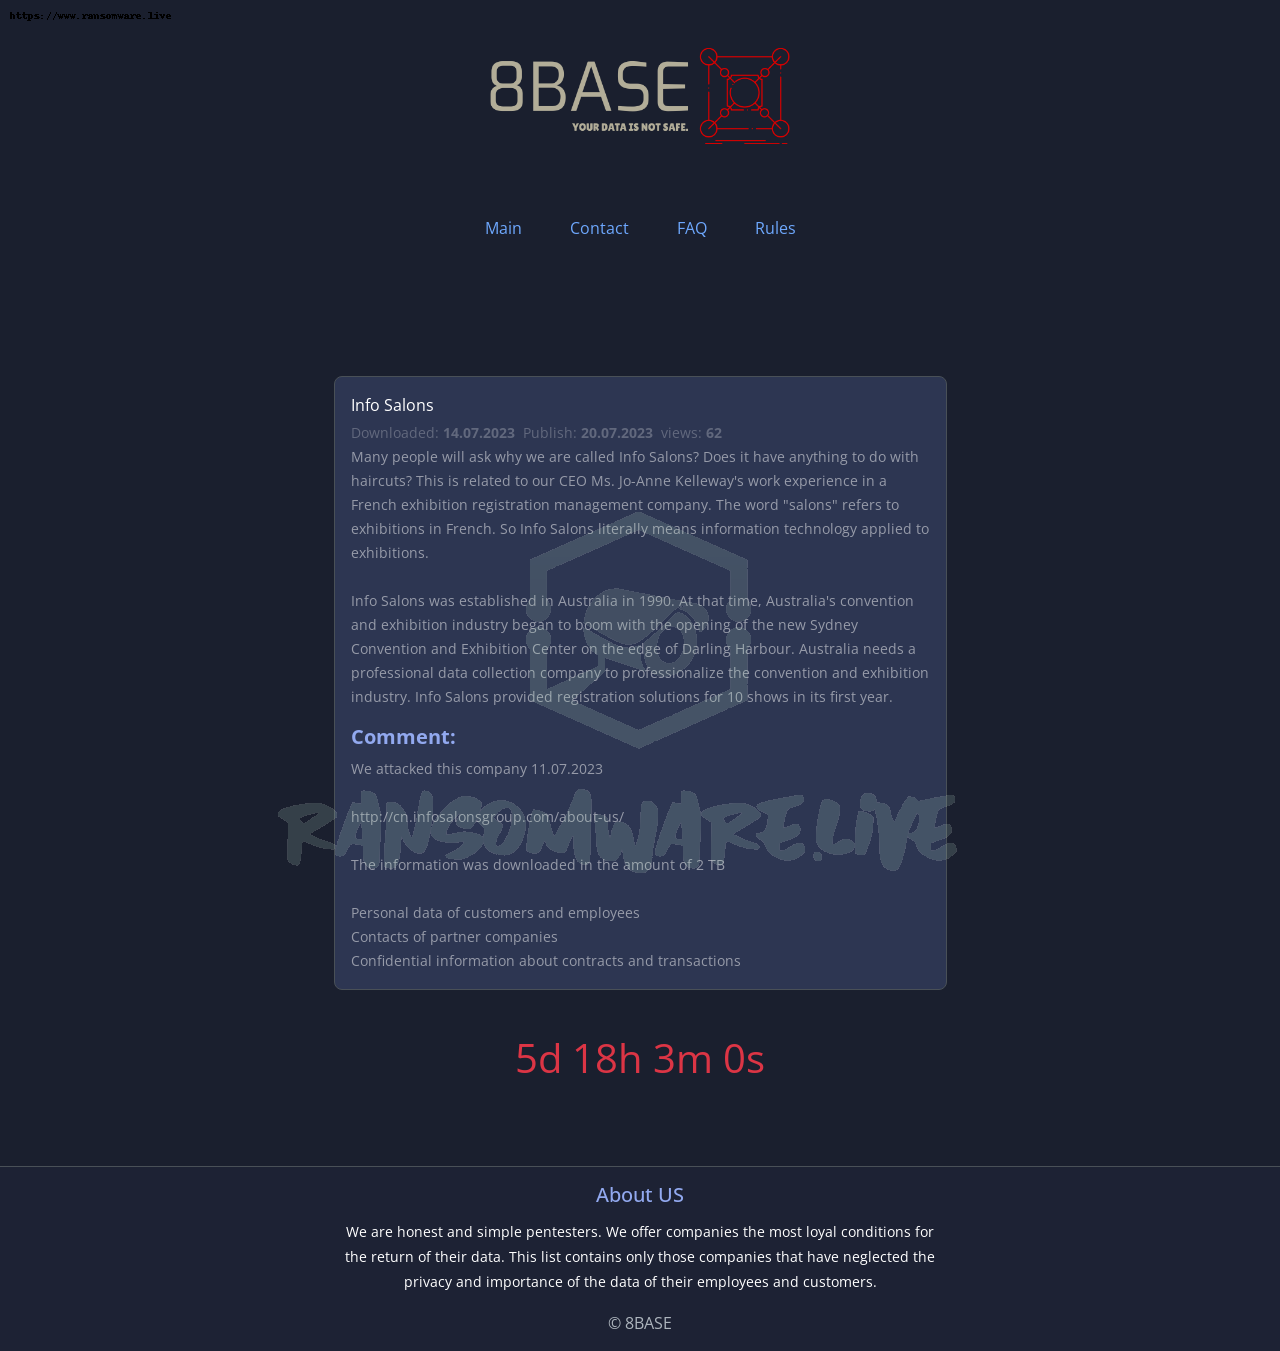 https://www.ransomware.live
8BASE
YOUR DATA IS NOT SAFE.
Main Contact FAQ Rules
Info Salons
Downloaded: 14.07.2023 Publish: 20.07.2023 views: 62
Many people will ask why we are called Info Salons? Does it have anything to do with
haircuts? This is related to our CEO Ms. Jo-Anne Kelleway's work experience in a
French exhibition registration management company. The word "salons" refers to
exhibitions in French. So Info Salons literally means information technology applied to
exhibitions.
Info Salons was established in Australia in 1990. At that time, Australia's convention
and exhibition industry began to boom with the opening of the new Sydney
Convention and Exhibition Center on the edge of Darling Harbour. Australia needs a
professional data collection company to professionalize the convention and exhibition
industry. Info Salons provided registration solutions for 10 shows in its first year.
Comment:
We attacked this company 11.07.2023
http://cn.infosalonsgroup.com/about-us/
RANSOMWARE.LIVE
The information was downloaded in the amount of 2 TB
Personal data of customers and employees
Contacts of partner companies
Confidential information about contracts and transactions
5d 18h 3m 0s
About US
We are honest and simple pentesters. We offer companies the most loyal conditions for
the return of their data. This list contains only those companies that have neglected the
privacy and importance of the data of their employees and customers.
© 8BASE